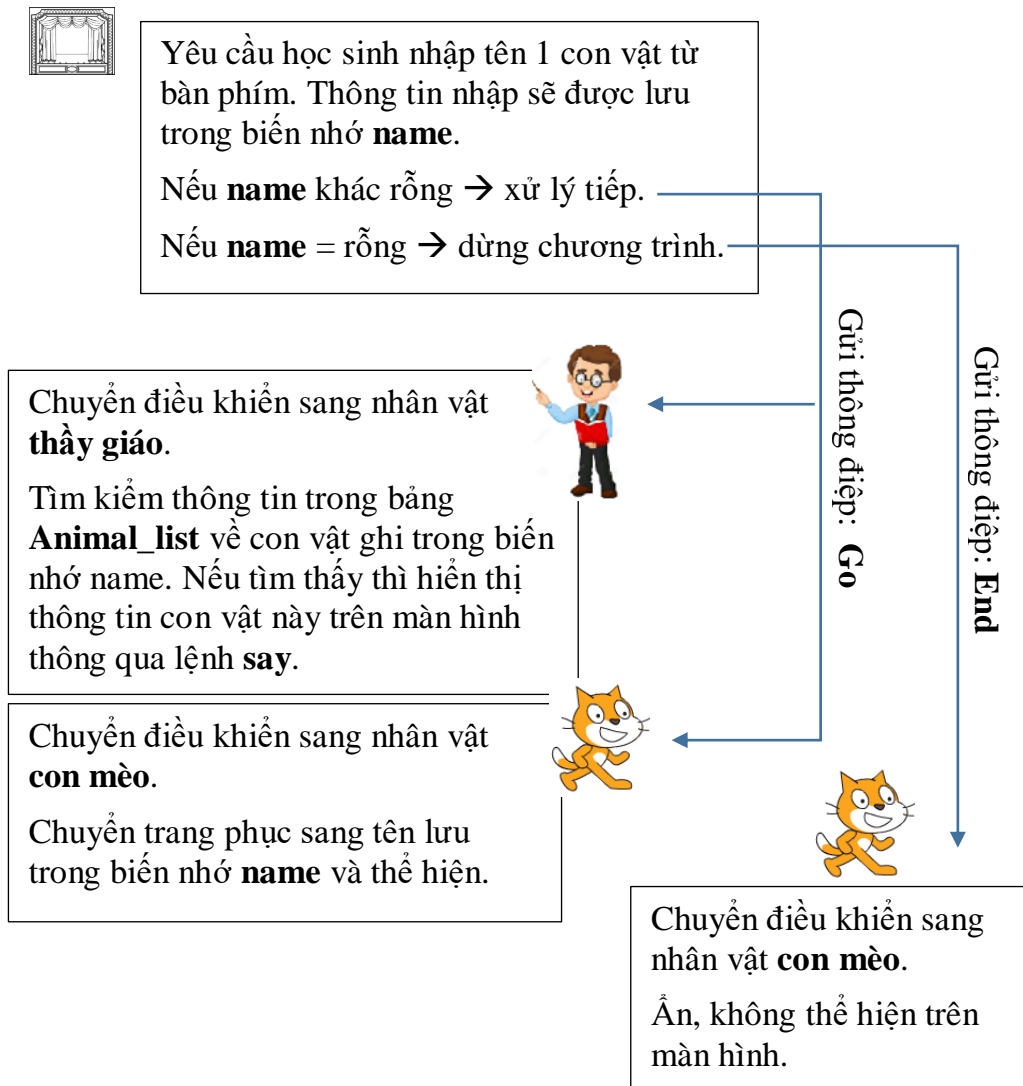 Yêu cầu học sinh nhập tên 1 con vật từ
bàn phím. Thông tin nhập sẽ được lưu
trong biến nhớ name.
Nếu name khác rỗng → xử lý tiếp.
Nếu name = rỗng → dừng chương trình.
Gửi thông điệp: Go
Gửi thông điệp: End
Chuyển điều khiển sang nhân vật
thầy giáo.
Tìm kiếm thông tin trong bảng
Animal_list về con vật ghi trong biến
nhớ name. Nếu tìm thấy thì hiển thị
thông tin con vật này trên màn hình
thông qua lệnh say.
Chuyển điều khiển sang nhân vật
con mèo.
Chuyển trang phục sang tên lưu
trong biến nhớ name và thể hiện.
Chuyển điều khiển sang
nhân vật con mèo.
Ẩn, không thể hiện trên
màn hình.